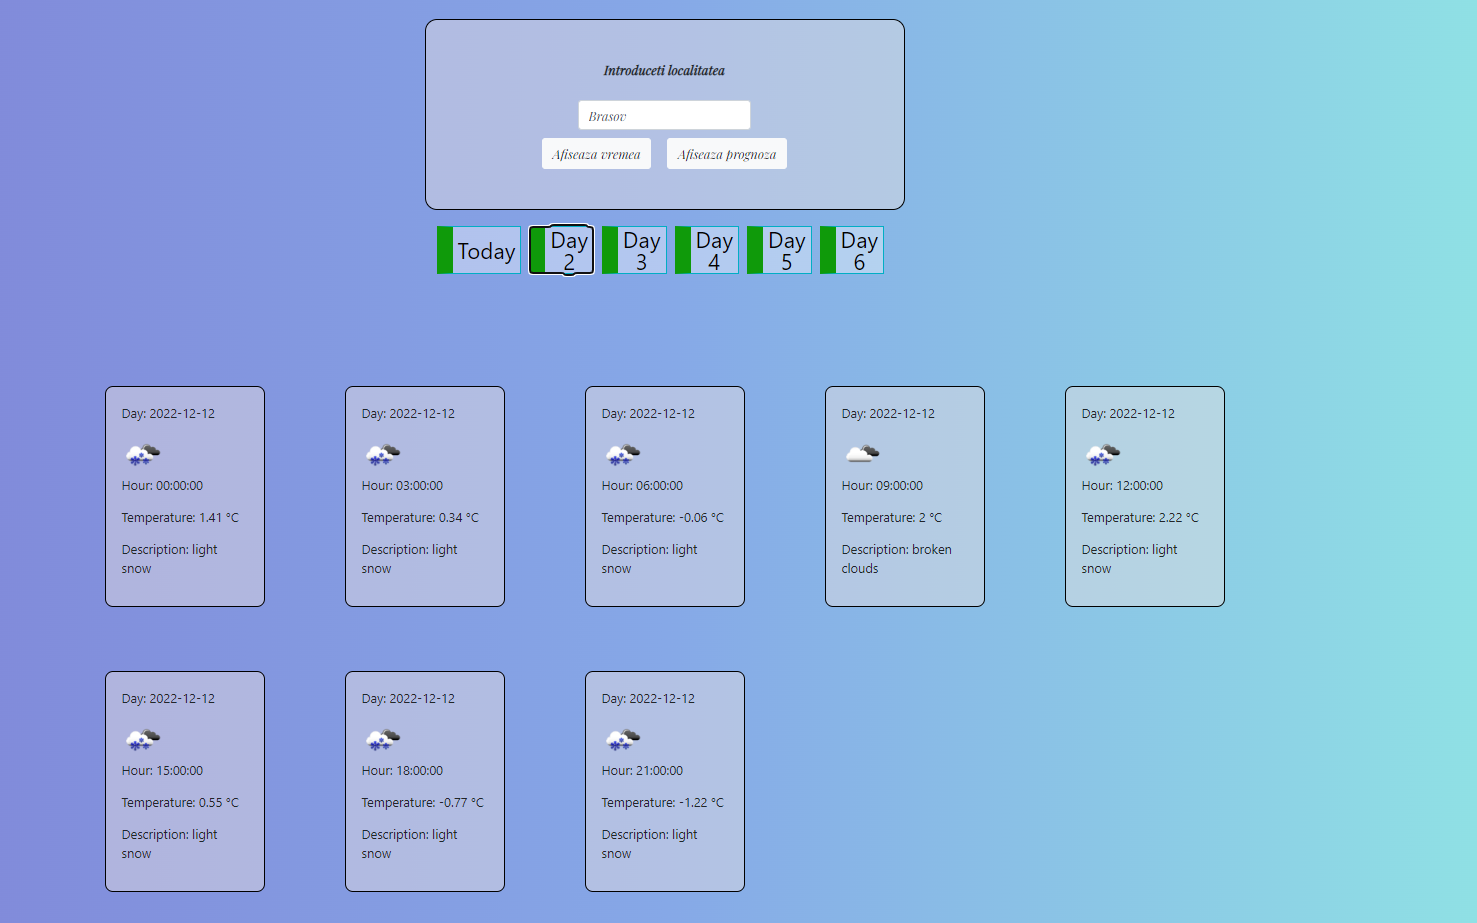 Introduceti localitatea
Brasov
Afiseaza vremea
Afiseaza prognoza
Today
Day
2
Day
3
Day
4
Day
5
Day
6
Day: 2022-12-12
Hour: 00:00:00
Temperature: 1.41 °C
Description: light
snow
Day: 2022-12-12
Hour: 03:00:00
Temperature: 0.34 °C
Description: light
snow
Day: 2022-12-12
Hour: 06:00:00
Temperature: -0.06 °C
Description: light
snow
Day: 2022-12-12
Hour: 09:00:00
Temperature: 2 °C
Description: broken
clouds
Day: 2022-12-12
Hour: 12:00:00
Temperature: 2.22 °C
Description: light
snow
Day: 2022-12-12
Hour: 15:00:00
Temperature: 0.55 °C
Description: light
snow
Day: 2022-12-12
Hour: 18:00:00
Temperature: -0.77 °C
Description: light
snow
Day: 2022-12-12
Hour: 21:00:00
Temperature: -1.22 °C
Description: light
snow